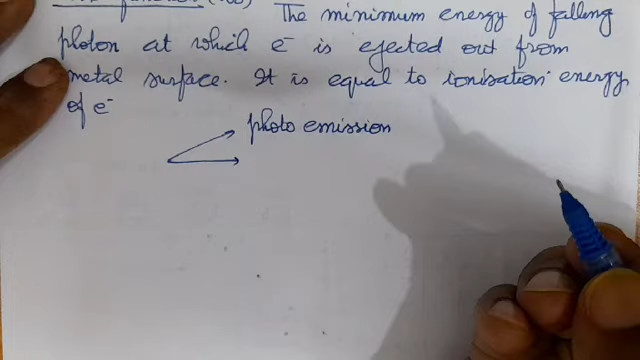 The minimum energy of falling
photon at which e⁻ is ejected out from
metal surface. It is equal to ionisation energy
of e⁻
photo emission